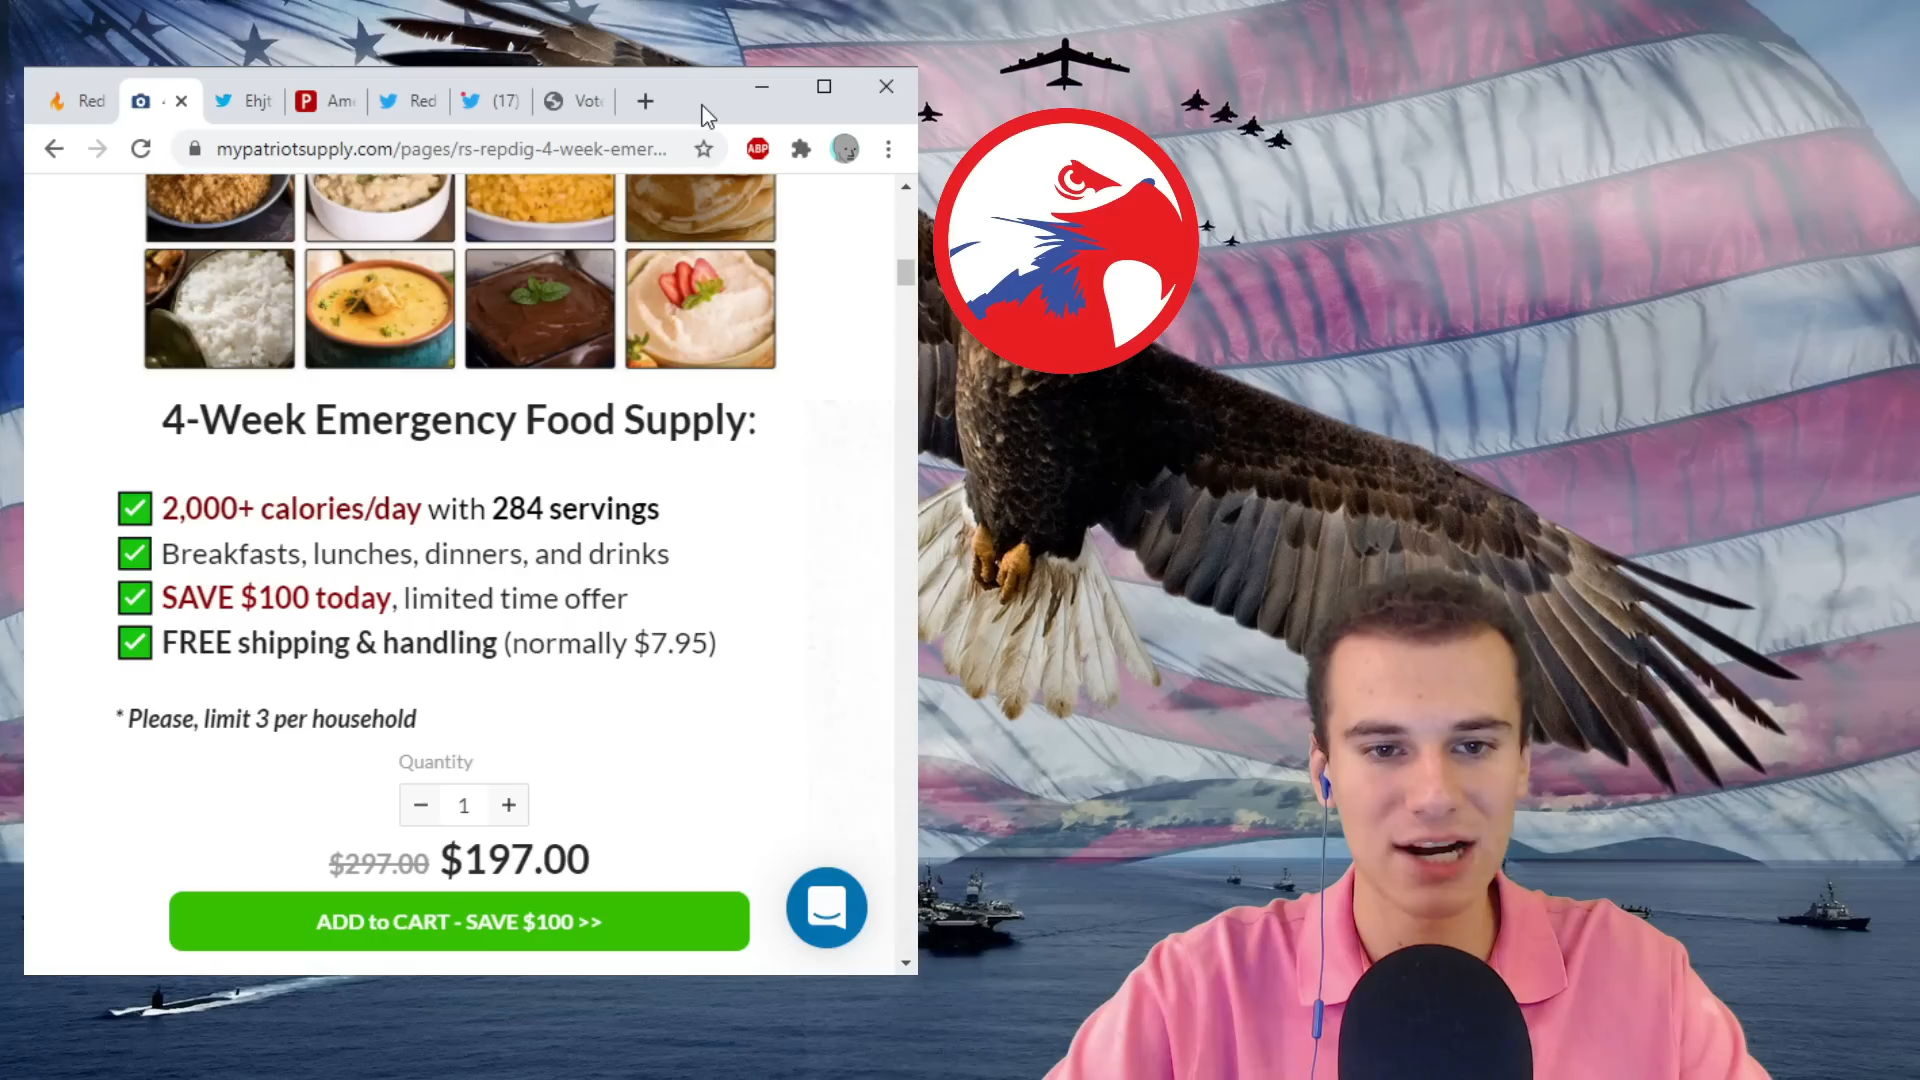 Red
Ehjt
Am
Red
(17)
Vot
mypatriotsupply.com/pages/rs-repdig-4-week-emer...
ABP
4-Week Emergency Food Supply:
2,000+ calories/day with 284 servings
Breakfasts, lunches, dinners, and drinks
SAVE $100 today, limited time offer
FREE shipping & handling (normally $7.95)
* Please, limit 3 per household
Quantity
− 1 +
$297.00 $197.00
ADD to CART - SAVE $100 >>